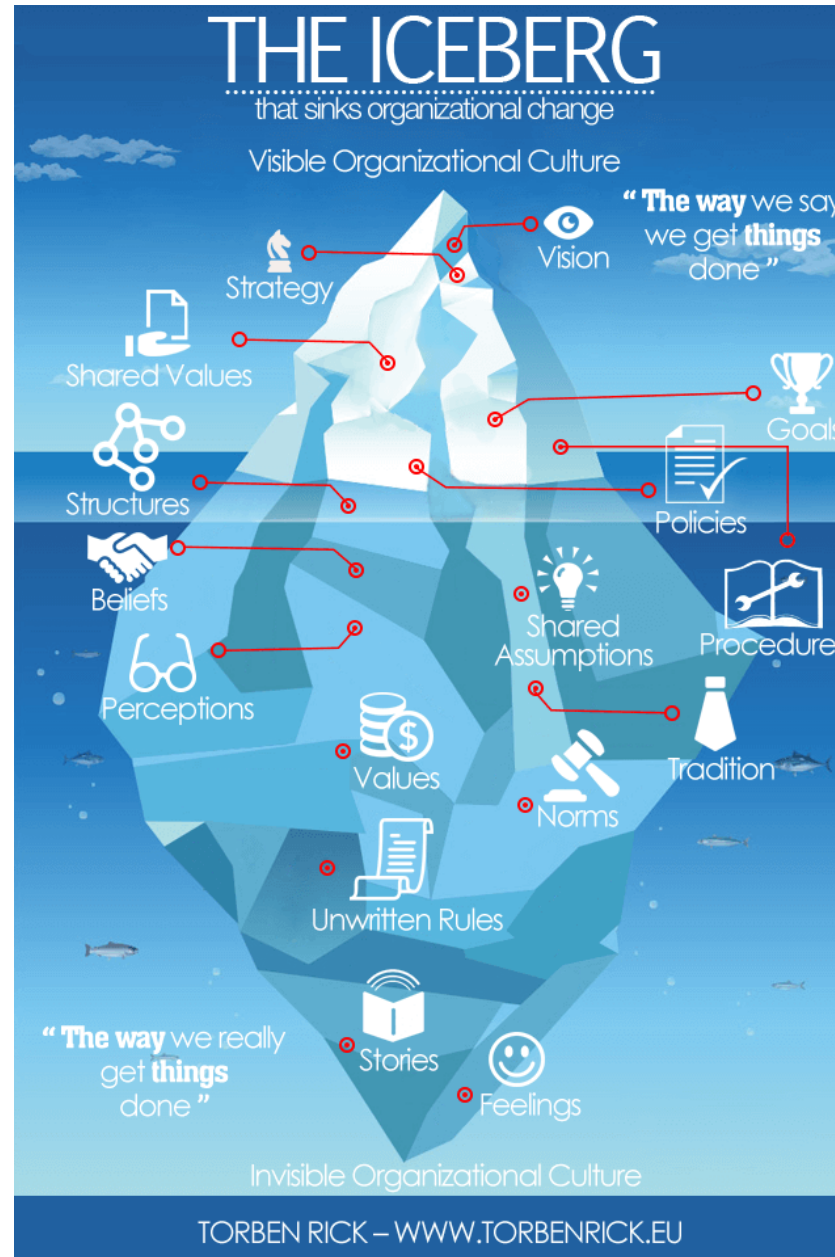 THE ICEBERG
that sinks organizational change
Visible Organizational Culture
“ The way we say
we get things
done ”
Vision
Strategy
Shared Values
Goals
Structures
Policies
Beliefs
Shared
Assumptions
Procedure
Perceptions
Tradition
$
Values
Norms
Unwritten Rules
“ The way we really
get things
done ”
Stories
Feelings
Invisible Organizational Culture
TORBEN RICK – WWW.TORBENRICK.EU